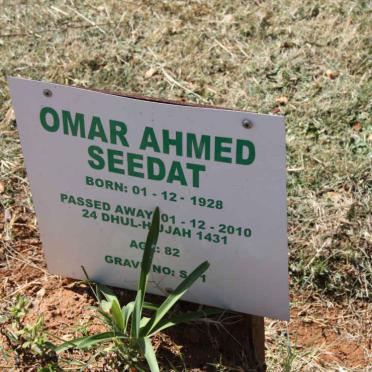 OMAR AHMED
SEEDAT
BORN: 01 - 12 - 1928
PASSED AWAY: 01 - 12 - 2010
24 DHUL-HIJJAH 1431
AGE: 82
GRAVE NO: